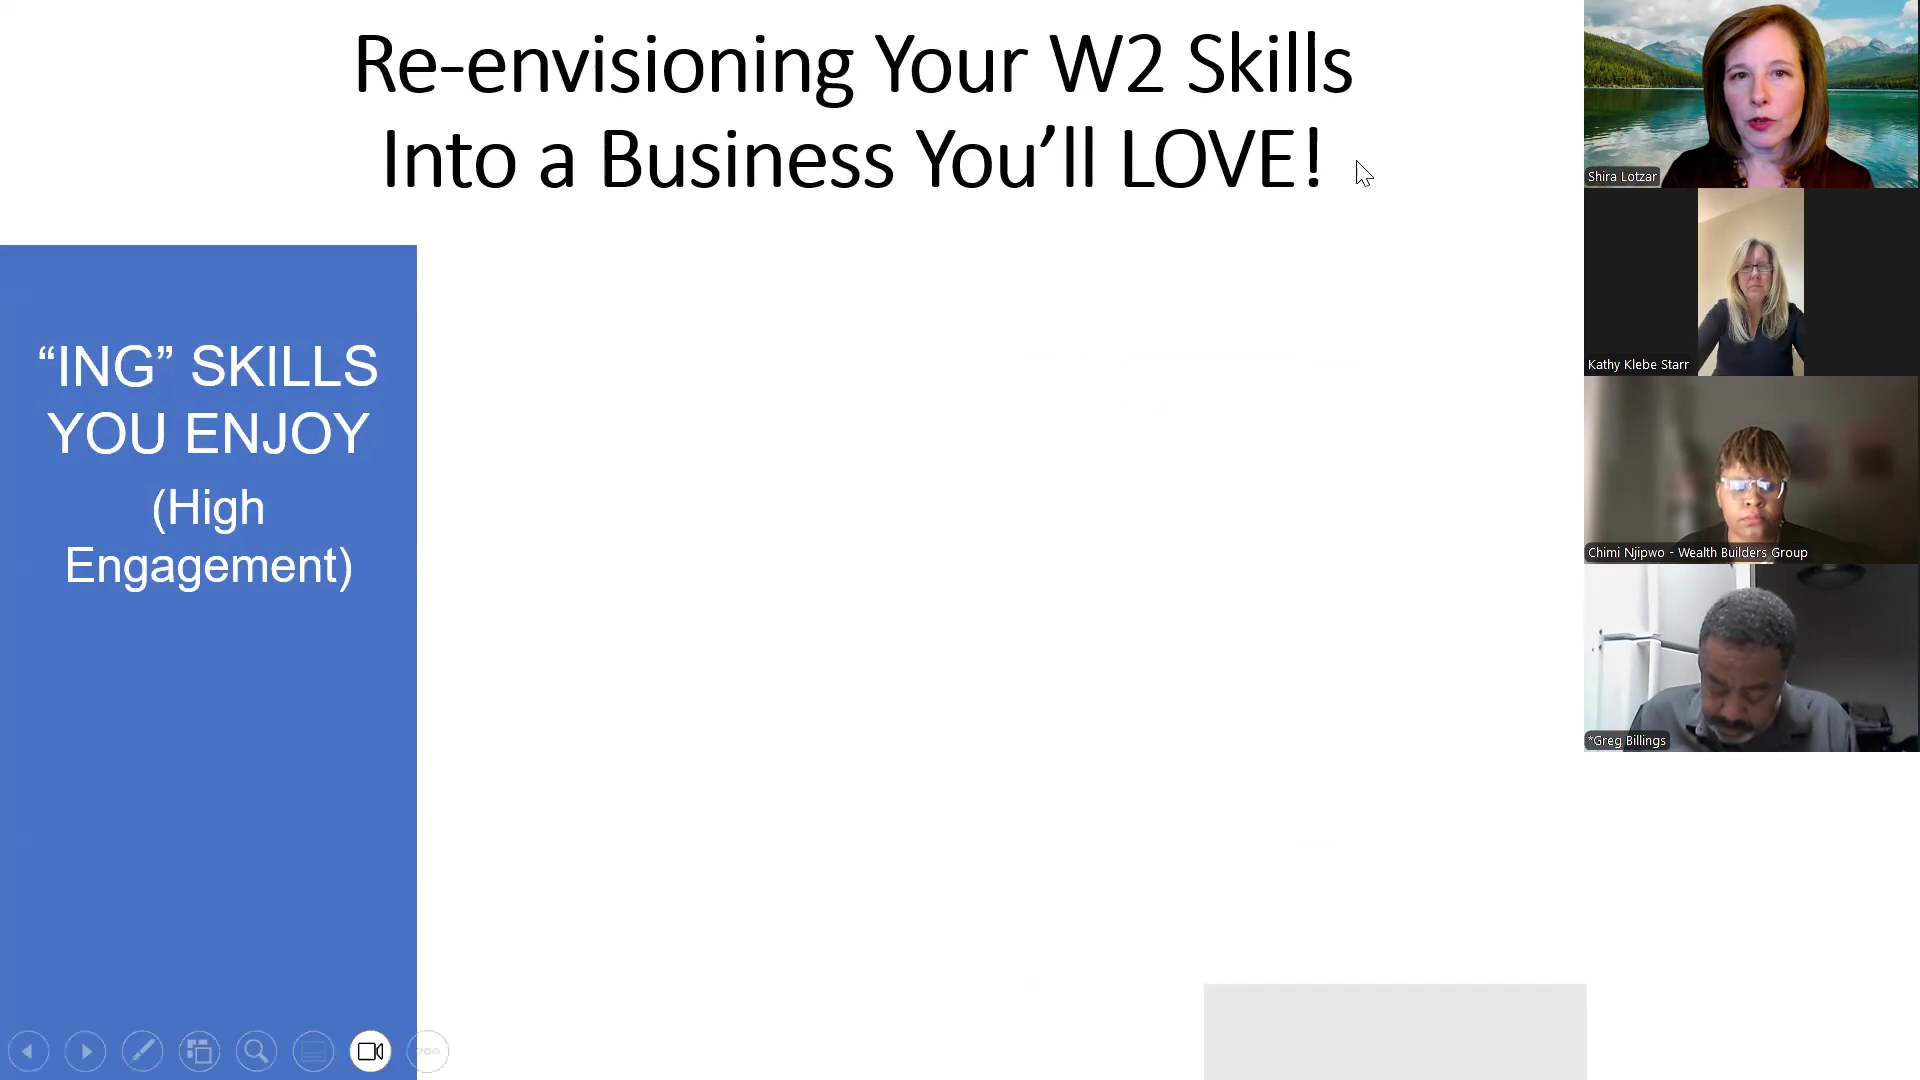 Re-envisioning Your W2 Skills
Into a Business You’ll LOVE!
“ING” SKILLS
YOU ENJOY
(High
Engagement)
Shira Lotzar
Kathy Klebe Starr
Chimi Njipwo - Wealth Builders Group
*Greg Billings